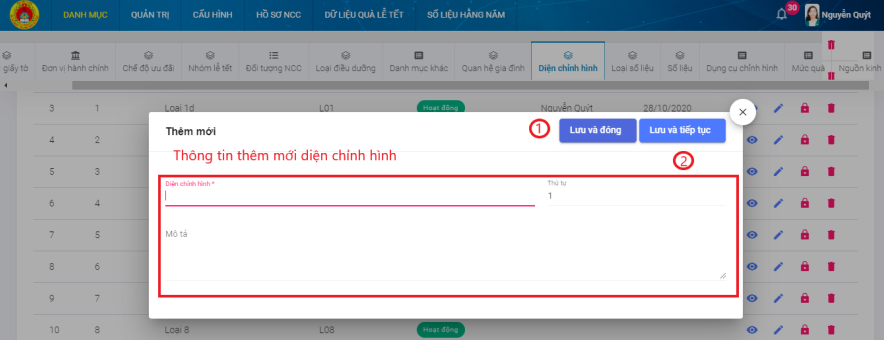 DANH MỤC QUẢN TRỊ CẤU HÌNH HỒ SƠ NCC DỮ LIỆU QUÀ LỄ TẾT SỐ LIỆU HẰNG NĂM 30 Nguyễn Quýt
giấy tờ Đơn vị hành chính Chế độ ưu đãi Nhóm lễ tết Đối tượng NCC Loại điều dưỡng Danh mục khác Quan hệ gia đình Diện chỉnh hình Loại số liệu Số liệu Dụng cụ chỉnh hình Mức quà Nguồn kinh
3 1 Loại 1d L01 Hoạt động Nguyễn Quýt 28/10/2020
Thêm mới 1 Lưu và đóng Lưu và tiếp tục
4 2
Thông tin thêm mới diện chỉnh hình 2
5 3
Diện chỉnh hình * Thứ tự
1
6 4
Mô tả
7 5
8 6
9 7
10 8 Loại 8 L08 Hoạt động